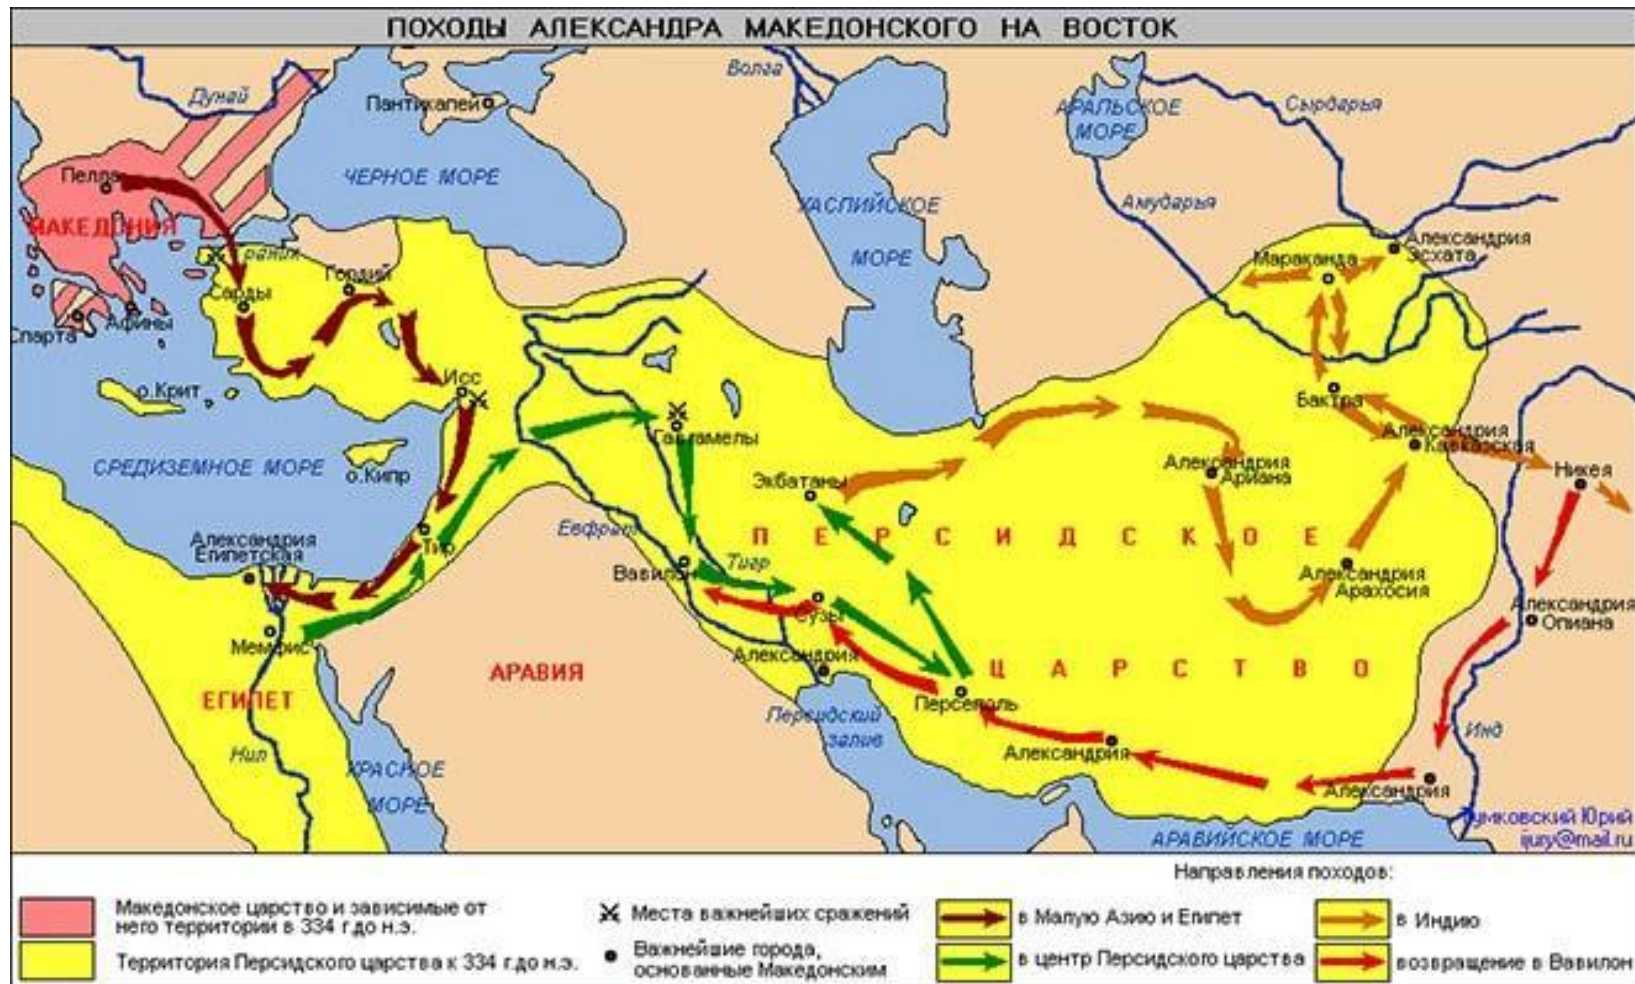 ПОХОДЫ АЛЕКСАНДРА МАКЕДОНСКОГО НА ВОСТОК
Волга
Дунай
Пантикапей
АРАЛЬСКОЕ
МОРЕ
Сырдарья
Пелла
ЧЕРНОЕ МОРЕ
КАСПИЙСКОЕ
МОРЕ
Амударья
МАКЕДОНИЯ
Александрия
Эсхата
Мараканда
Гордий
Сарды
Афины
Спарта
Исс
о.Крит
Бактра
Гавгамелы
Александрия
Кавказская
СРЕДИЗЕМНОЕ МОРЕ
о.Кипр
Экбатаны
Александрия
Ариана
Никея
Евфрат
ПЕРСИДСКОЕ
Александрия
Египетская
Тир
Вавилон
Тигр
Александрия
Арахосия
Сузы
Александрия
Опиана
Мемфис
Александрия
АРАВИЯ
ЦАРСТВО
ЕГИПЕТ
Персеполь
Персидский
залив
Инд
Нил
Александрия
КРАСНОЕ
МОРЕ
Александрия
умковский Юрий
ijury@mail.ru
АРАВИЙСКОЕ МОРЕ
Направления походов:
Македонское царство и зависимые от
него территории в 334 г.до н.э.
Места важнейших сражений
в Малую Азию и Египет
в Индию
Территория Персидского царства к 334 г.до н.э.
Важнейшие города,
основанные Македонским
в центр Персидского царства
возвращение в Вавилон